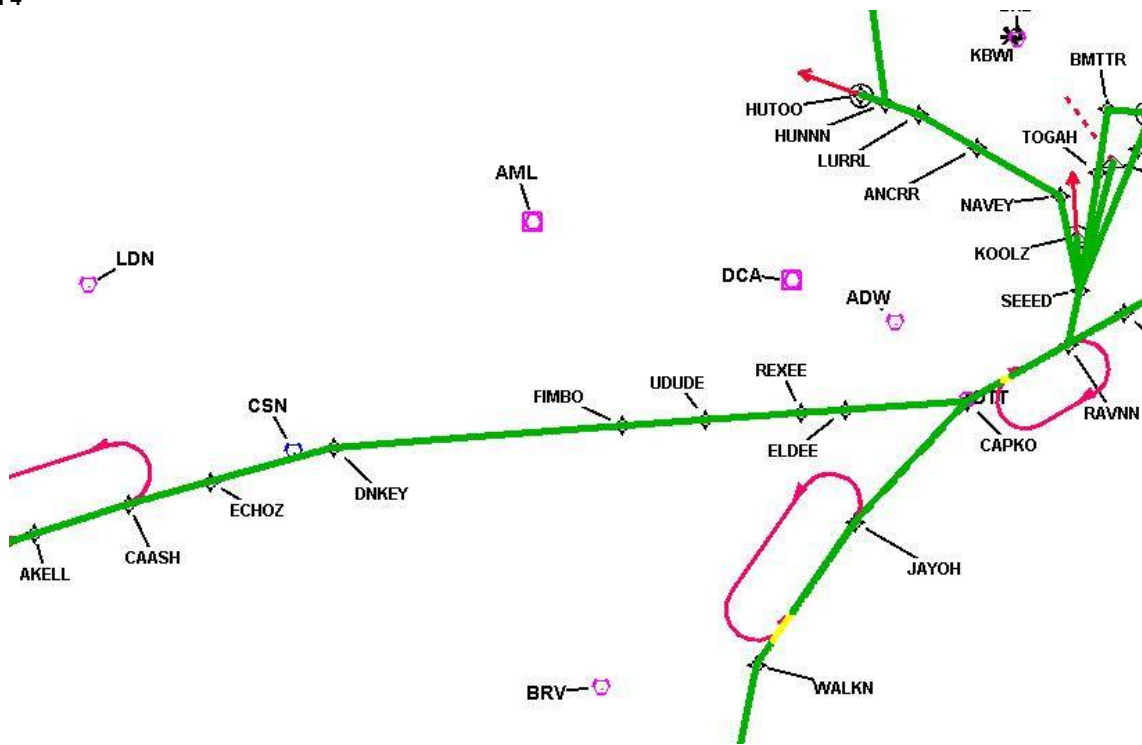 KBWI
BMTTR
HUTOO
HUNNN
TOGAH
LURRL
AML
ANCRR
NAVEY
KOOLZ
LDN
DCA
ADW
SEEED
REXEE
UDUDE
FIMBO
CSN
OTT
RAVNN
CAPKO
ELDEE
DNKEY
ECHOZ
CAASH
AKELL
JAYOH
WALKN
BRV